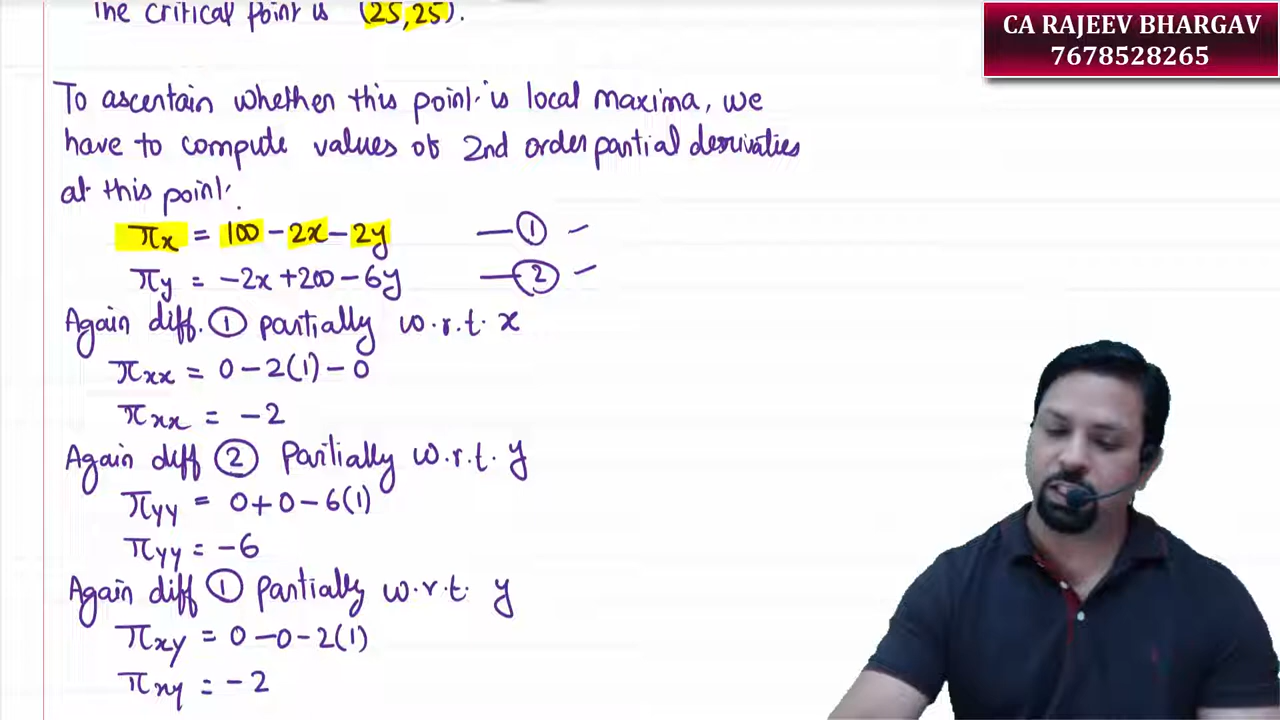 The critical point is (25,25).
CA RAJEEV BHARGAV
7678528265
To ascertain whether this point is local maxima, we
have to compute values of 2nd order partial derivaties
at this point.
πx = 100 - 2x - 2y —①
πy = -2x + 200 - 6y —②
Again diff. ① partially w.r.t. x
πxx = 0 - 2(1) - 0
πxx = -2
Again diff ② Partially w.r.t. y
πyy = 0 + 0 - 6(1)
πyy = -6
Again diff ① partially w.r.t. y
πxy = 0 - 0 - 2(1)
πxy = -2